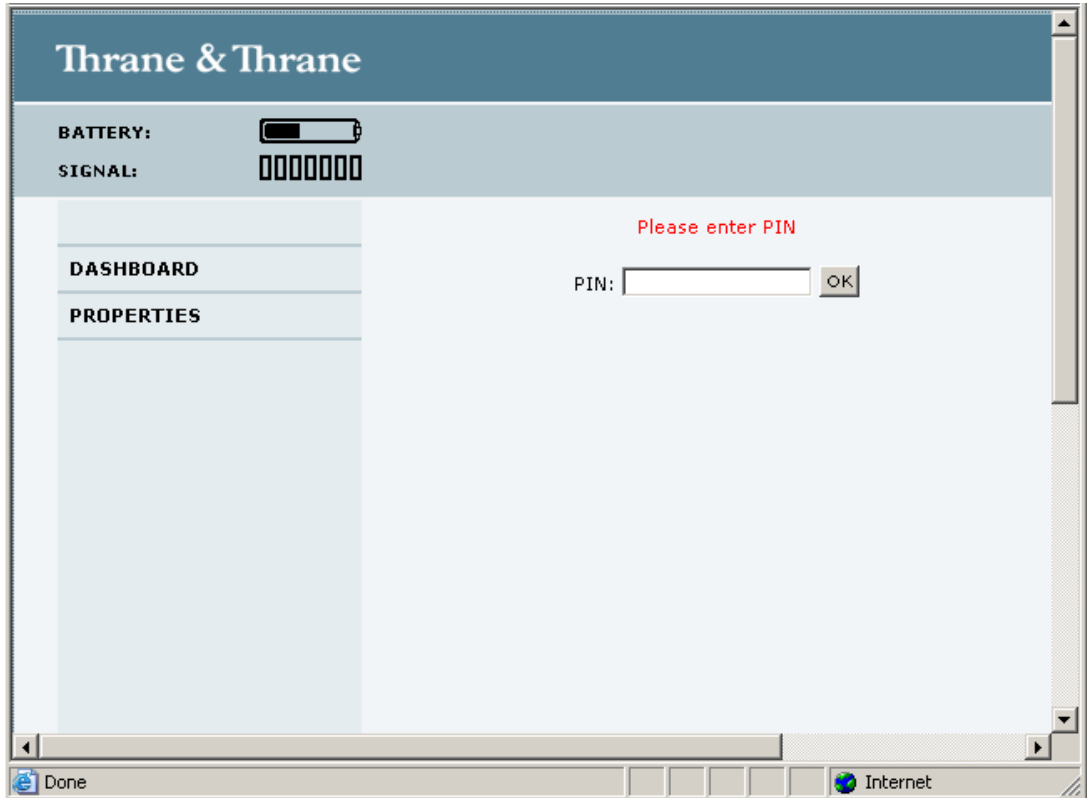 Thrane & Thrane
BATTERY:
SIGNAL:
Please enter PIN
DASHBOARD
PIN: OK
PROPERTIES
Done Internet